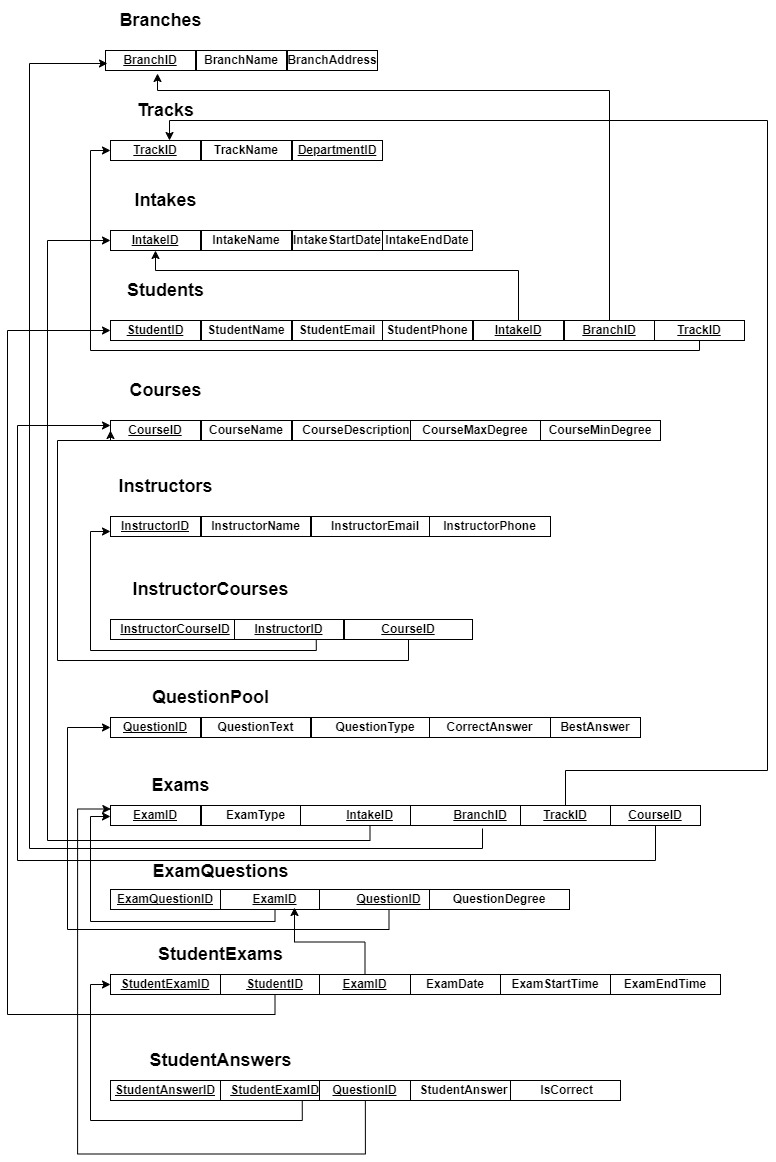 Branches
BranchID BranchName BranchAddress
Tracks
TrackID TrackName DepartmentID
Intakes
IntakeID IntakeName IntakeStartDate IntakeEndDate
Students
StudentID StudentName StudentEmail StudentPhone IntakeID BranchID TrackID
Courses
CourseID CourseName CourseDescription CourseMaxDegree CourseMinDegree
Instructors
InstructorID InstructorName InstructorEmail InstructorPhone
InstructorCourses
InstructorCourseID InstructorID CourseID
QuestionPool
QuestionID QuestionText QuestionType CorrectAnswer BestAnswer
Exams
ExamID ExamType IntakeID BranchID TrackID CourseID
ExamQuestions
ExamQuestionID ExamID QuestionID QuestionDegree
StudentExams
StudentExamID StudentID ExamID ExamDate ExamStartTime ExamEndTime
StudentAnswers
StudentAnswerID StudentExamID QuestionID StudentAnswer IsCorrect